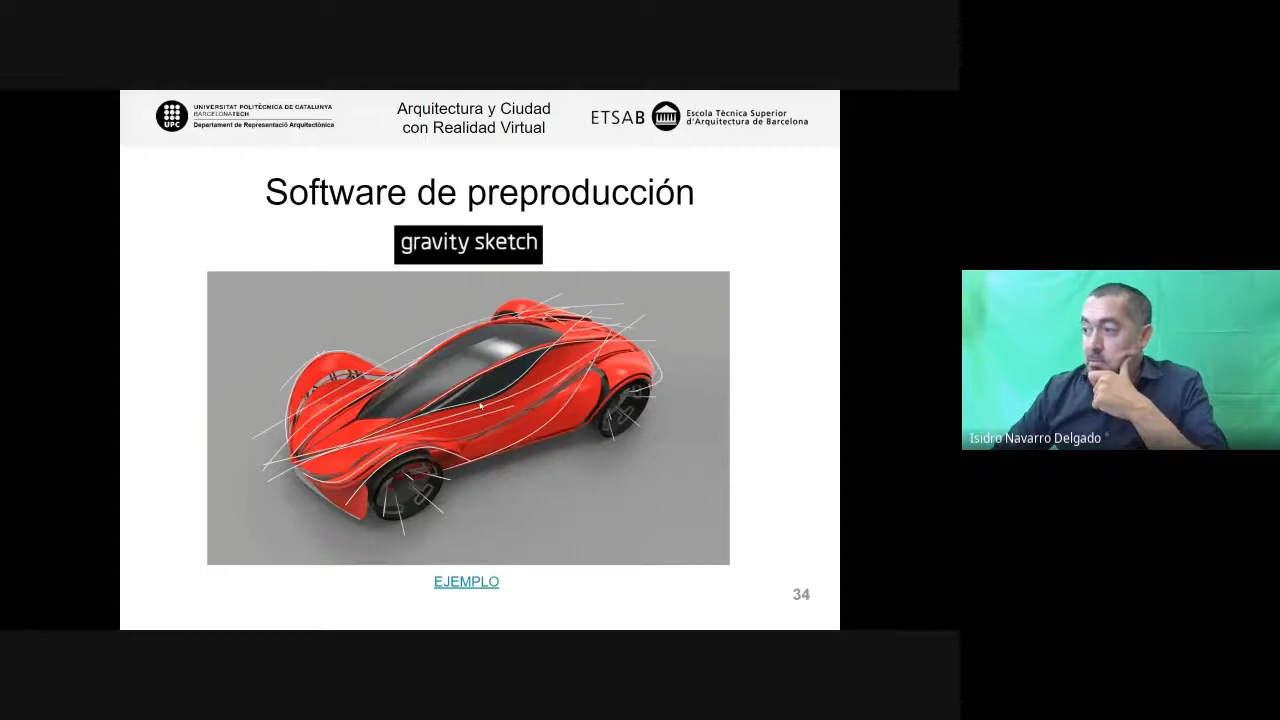 UPC
UNIVERSITAT POLITÈCNICA DE CATALUNYA
BARCELONATECH
Departament de Representació Arquitectònica
Arquitectura y Ciudad
con Realidad Virtual
ETSAB
Escola Tècnica Superior
d'Arquitectura de Barcelona
Software de preproducción
gravity sketch
EJEMPLO
34
Isidro Navarro Delgado